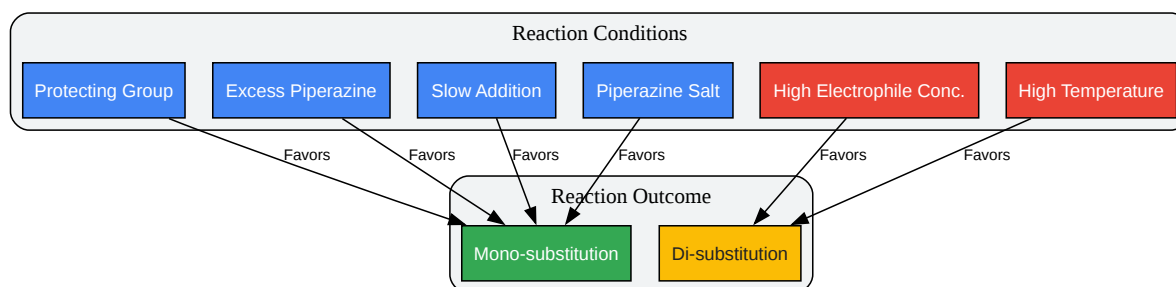 Reaction Conditions
Protecting Group
Excess Piperazine
Slow Addition
Piperazine Salt
High Electrophile Conc.
High Temperature
Favors
Favors
Favors
Favors
Favors
Favors
Reaction Outcome
Mono-substitution
Di-substitution